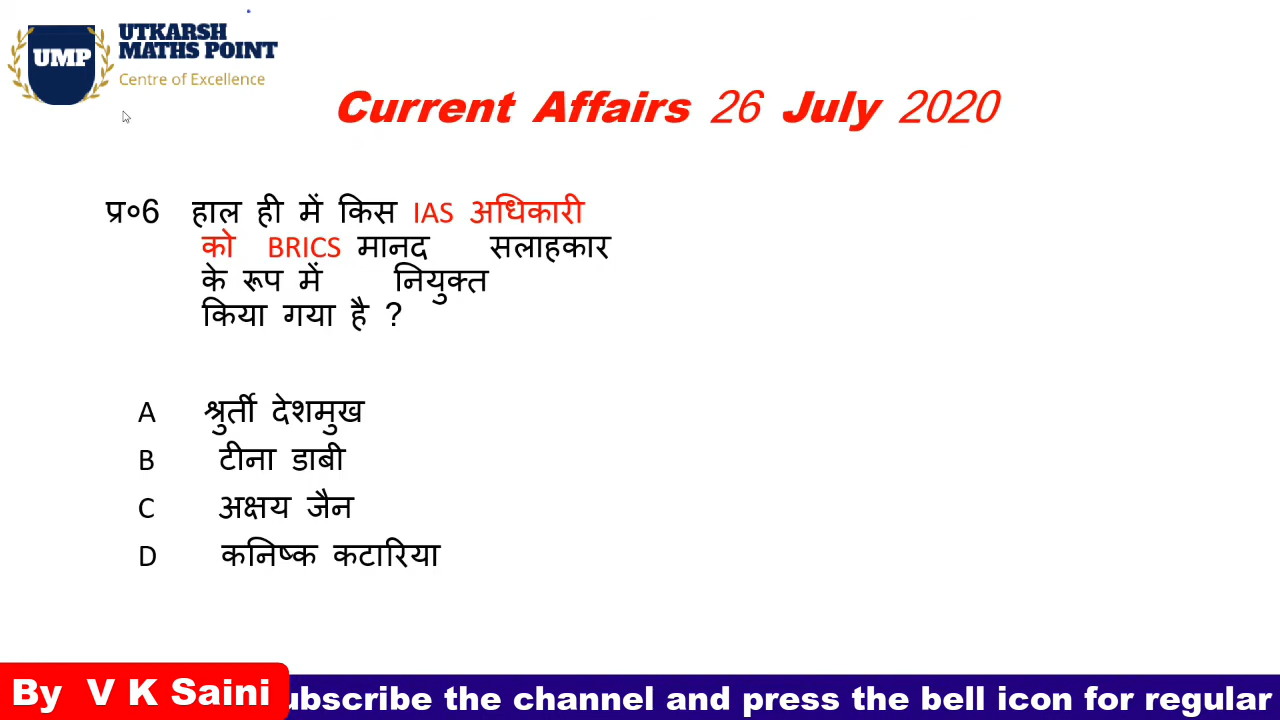 UTKARSH
MATHS POINT
UMP
Centre of Excellence
Current Affairs 26 July 2020
प्र०6 हाल ही में किस IAS अधिकारी
को BRICS मानद सलाहकार
के रूप में नियुक्त
किया गया है ?
A श्रुर्ती देशमुख
B टीना डाबी
C अक्षय जैन
D कनिष्क कटारिया
By V K Saini
ubscribe the channel and press the bell icon for regular